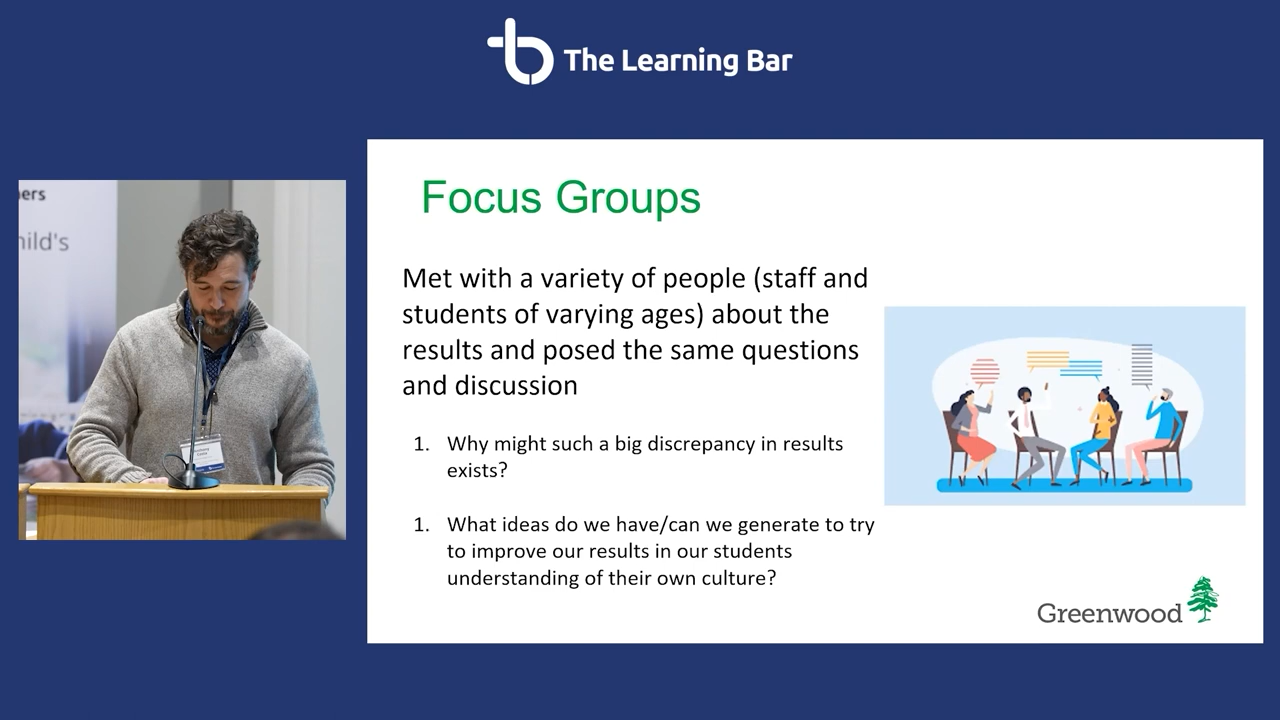 The Learning Bar
ers
hild's
Focus Groups
Met with a variety of people (staff and
students of varying ages) about the
results and posed the same questions
and discussion
1. Why might such a big discrepancy in results
exists?
1. What ideas do we have/can we generate to try
to improve our results in our students
understanding of their own culture?
Greenwood